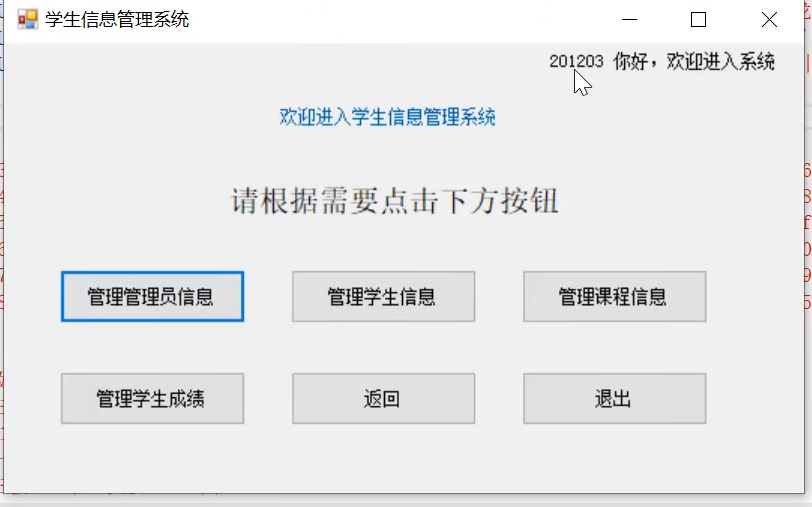 学生信息管理系统
201203 你好，欢迎进入系统
欢迎进入学生信息管理系统
请根据需要点击下方按钮
管理管理员信息 管理学生信息 管理课程信息
管理学生成绩 返回 退出